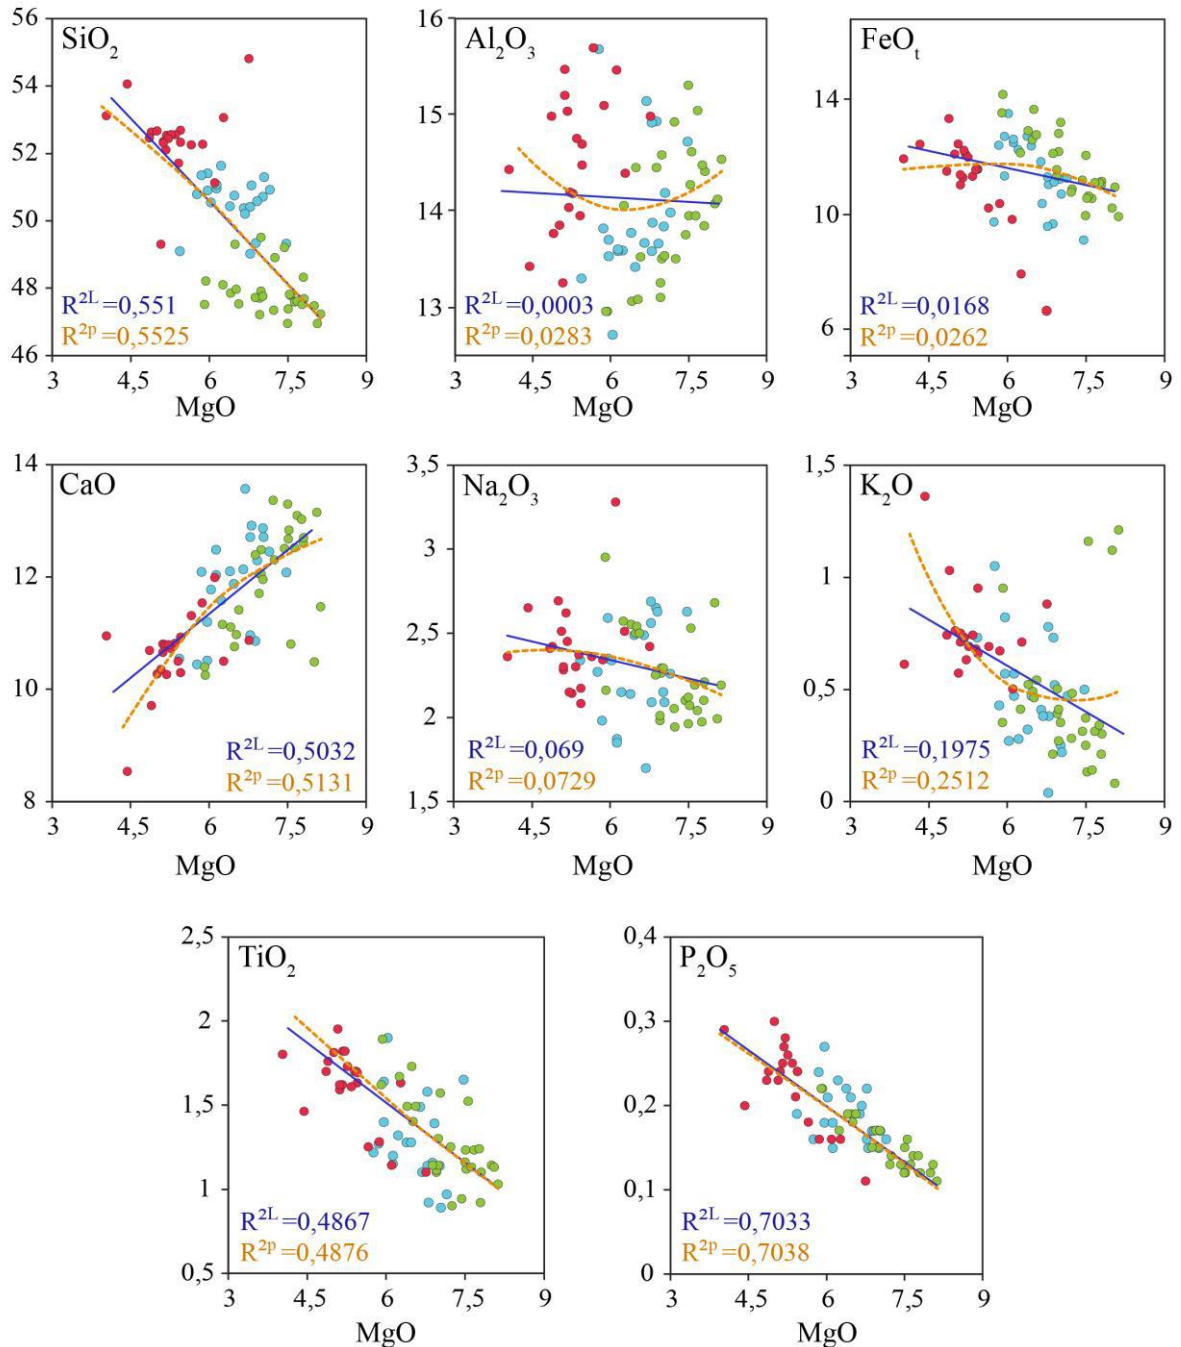 SiO₂
56
54
52
50
48
46
R²ᴸ=0,551
R²ᵖ=0,5525
3 4,5 6 7,5 9
MgO
Al₂O₃
16
15
14
13
R²ᴸ=0,0003
R²ᵖ=0,0283
3 4,5 6 7,5 9
MgO
FeOₜ
14
10
6
R²ᴸ=0,0168
R²ᵖ=0,0262
3 4,5 6 7,5 9
MgO
CaO
14
12
10
8
R²ᴸ=0,5032
R²ᵖ=0,5131
3 4,5 6 7,5 9
MgO
Na₂O₃
3,5
3
2,5
2
1,5
R²ᴸ=0,069
R²ᵖ=0,0729
3 4,5 6 7,5 9
MgO
K₂O
1,5
1
0,5
0
R²ᴸ=0,1975
R²ᵖ=0,2512
3 4,5 6 7,5 9
MgO
TiO₂
2,5
2
1,5
1
0,5
R²ᴸ=0,4867
R²ᵖ=0,4876
3 4,5 6 7,5 9
MgO
P₂O₅
0,4
0,3
0,2
0,1
0
R²ᴸ=0,7033
R²ᵖ=0,7038
3 4,5 6 7,5 9
MgO